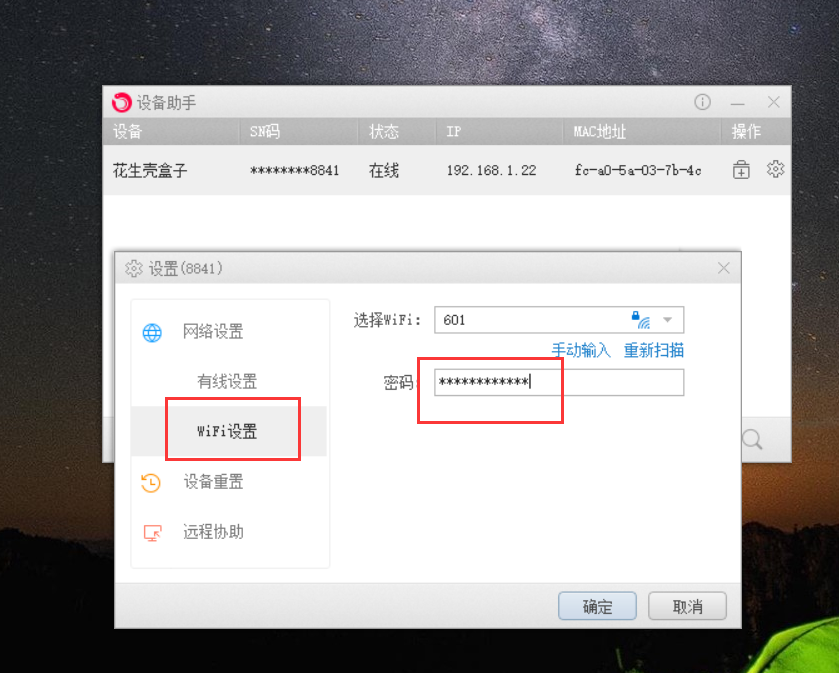 设备助手
设备 SN码 状态 IP MAC地址 操作
花生壳盒子 ********8841 在线 192.168.1.22 fc-a0-5a-03-7b-4c
设置(8841)
网络设置
有线设置
WiFi设置
设备重置
远程协助
选择WiFi: 601
手动输入 重新扫描
密码: ************
确定 取消